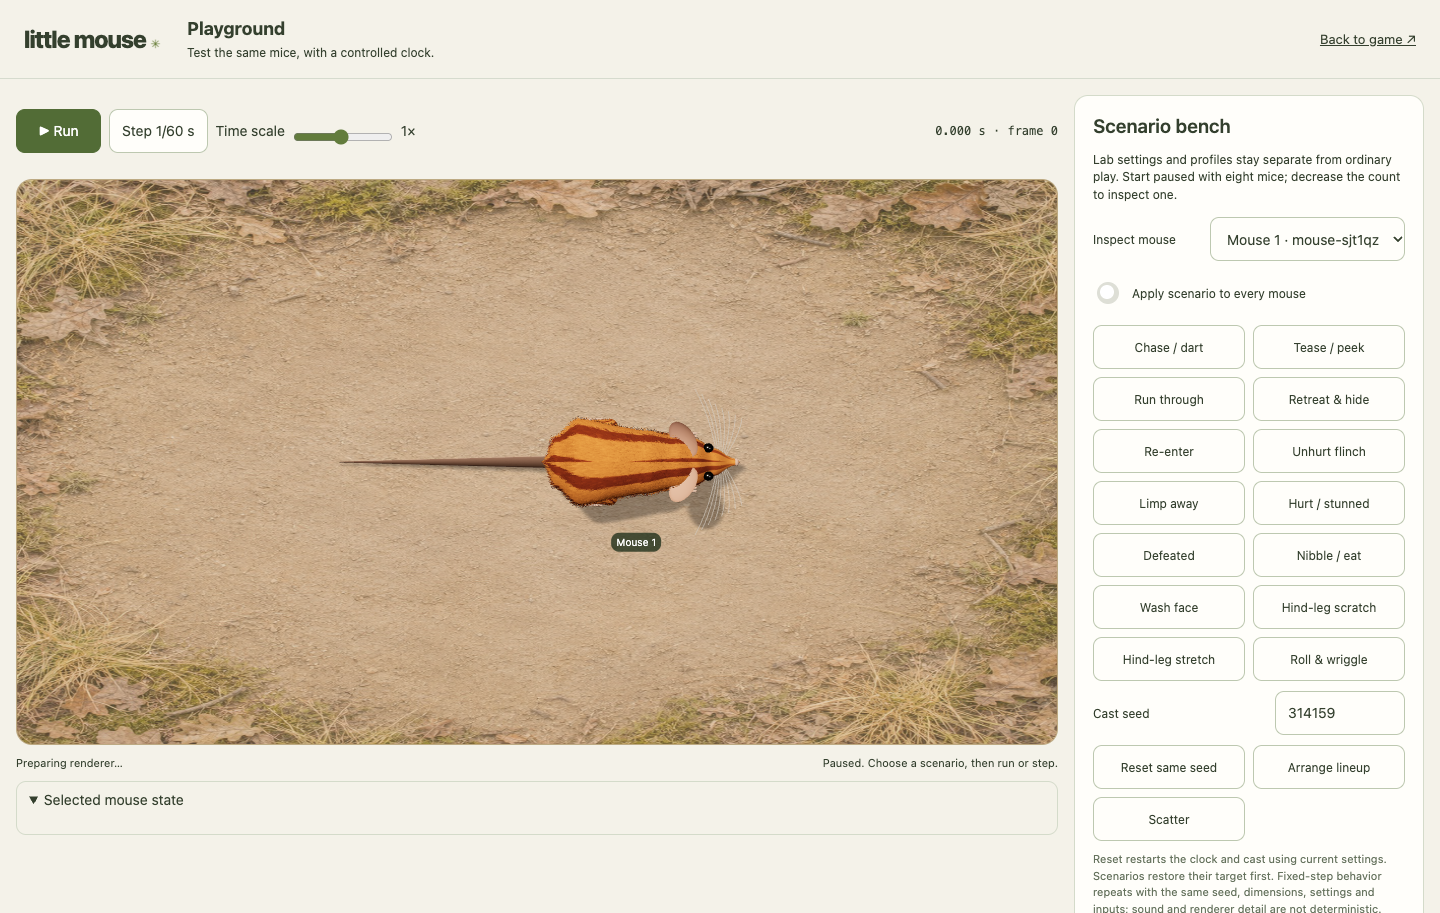 little mouse
Playground
Test the same mice, with a controlled clock.
Back to game ↗
▶ Run
Step 1/60 s
Time scale
1×
0.000 s · frame 0
Mouse 1
Preparing renderer...
Paused. Choose a scenario, then run or step.
▼ Selected mouse state
Scenario bench
Lab settings and profiles stay separate from ordinary
play. Start paused with eight mice; decrease the count
to inspect one.
Inspect mouse
Mouse 1 · mouse-sjt1qz
Apply scenario to every mouse
Chase / dart
Tease / peek
Run through
Retreat & hide
Re-enter
Unhurt flinch
Limp away
Hurt / stunned
Defeated
Nibble / eat
Wash face
Hind-leg scratch
Hind-leg stretch
Roll & wriggle
Cast seed
314159
Reset same seed
Arrange lineup
Scatter
Reset restarts the clock and cast using current settings.
Scenarios restore their target first. Fixed-step behavior
repeats with the same seed, dimensions, settings and
inputs; sound and renderer detail are not deterministic.